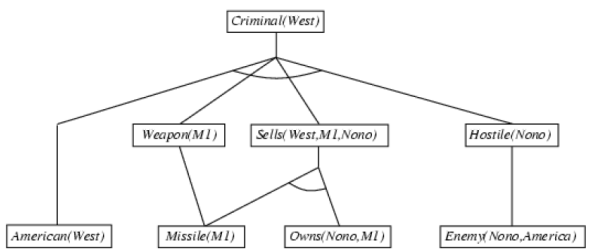 Criminal(West)
Weapon(M1)
Sells(West,M1,Nono)
Hostile(Nono)
American(West)
Missile(M1)
Owns(Nono,M1)
Enemy(Nono,America)